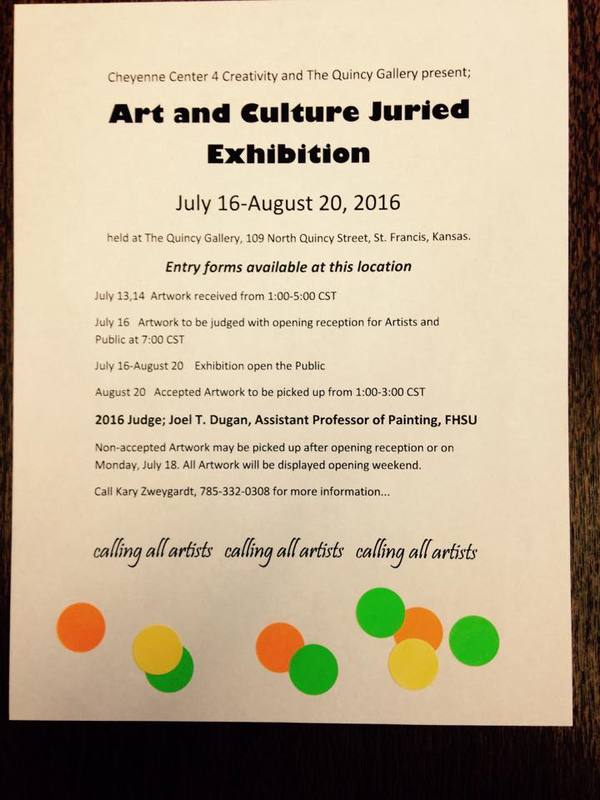 Cheyenne Center 4 Creativity and The Quincy Gallery present;
Art and Culture Juried
Exhibition
July 16-August 20, 2016
held at The Quincy Gallery, 109 North Quincy Street, St. Francis, Kansas.
Entry forms available at this location
July 13,14 Artwork received from 1:00-5:00 CST
July 16 Artwork to be judged with opening reception for Artists and
Public at 7:00 CST
July 16-August 20 Exhibition open the Public
August 20 Accepted Artwork to be picked up from 1:00-3:00 CST
2016 Judge; Joel T. Dugan, Assistant Professor of Painting, FHSU
Non-accepted Artwork may be picked up after opening reception or on
Monday, July 18. All Artwork will be displayed opening weekend.
Call Kary Zweygardt, 785-332-0308 for more information...
calling all artists calling all artists calling all artists